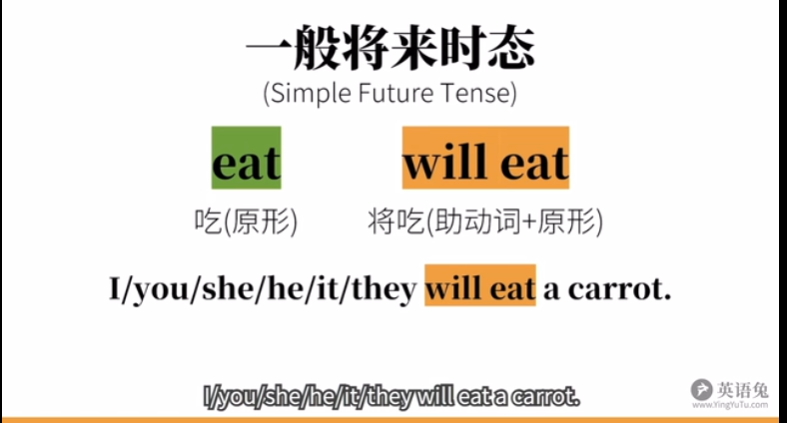 一般将来时态
(Simple Future Tense)
eat will eat
吃(原形) 将吃(助动词+原形)
I/you/she/he/it/they will eat a carrot.
I/you/she/he/it/they will eat a carrot.
英语兔
www.YingYuTu.com